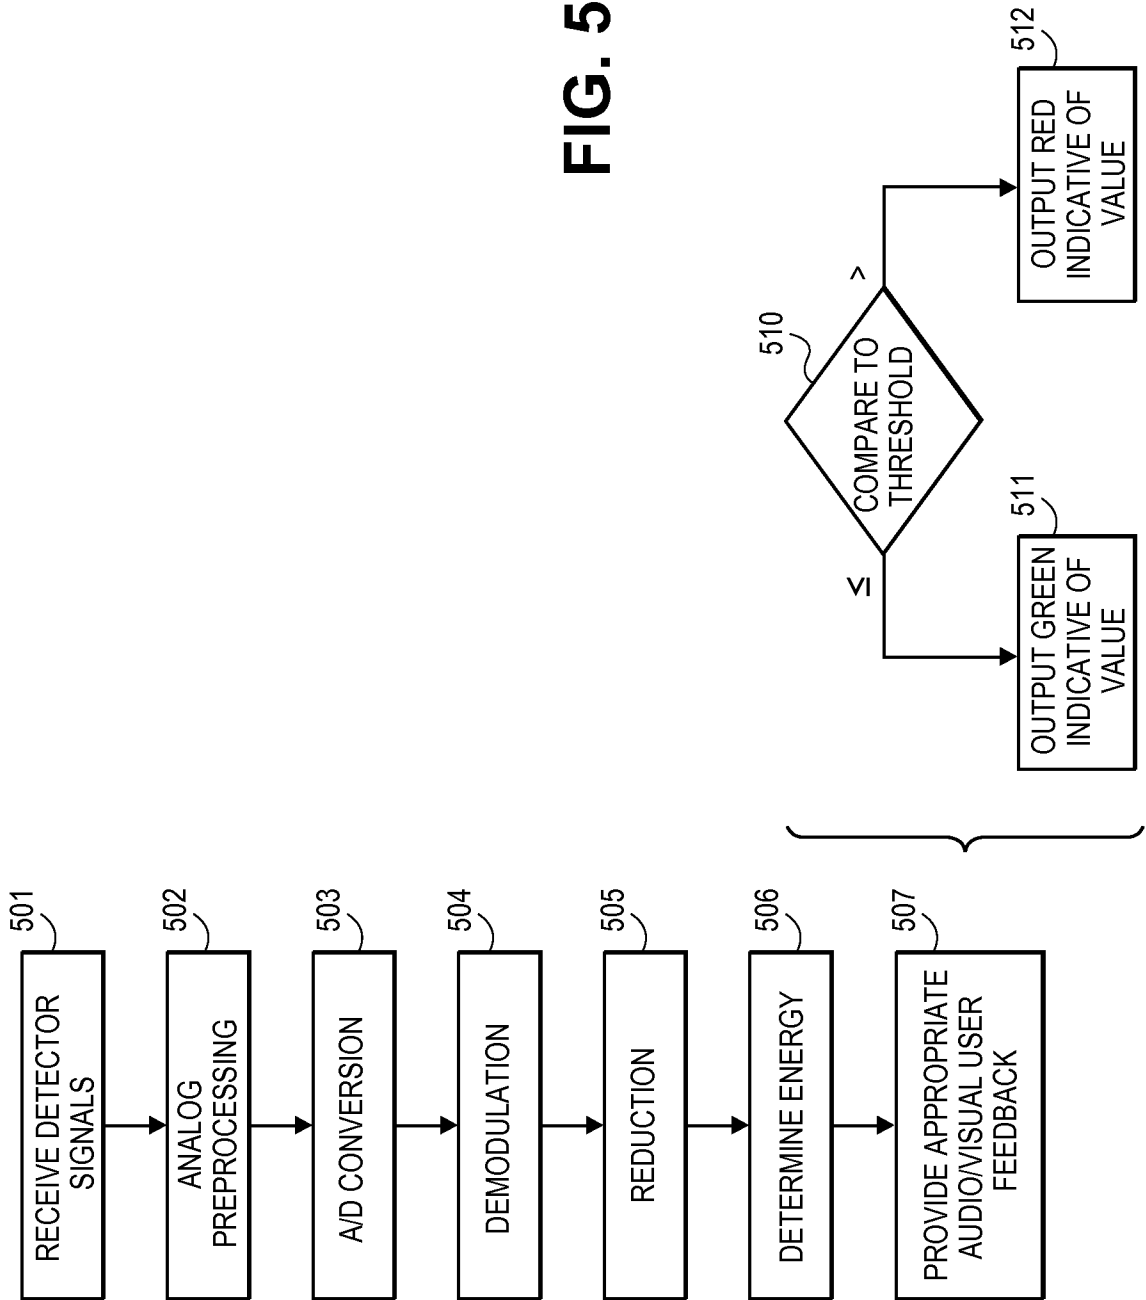 501
RECEIVE DETECTOR
SIGNALS
502
ANALOG
PREPROCESSING
503
A/D CONVERSION
504
DEMODULATION
505
REDUCTION
506
DETERMINE ENERGY
507
PROVIDE APPROPRIATE
AUDIO/VISUAL USER
FEEDBACK
510
COMPARE TO
THRESHOLD
≤
>
511
OUTPUT GREEN
INDICATIVE OF
VALUE
512
OUTPUT RED
INDICATIVE OF
VALUE
FIG. 5